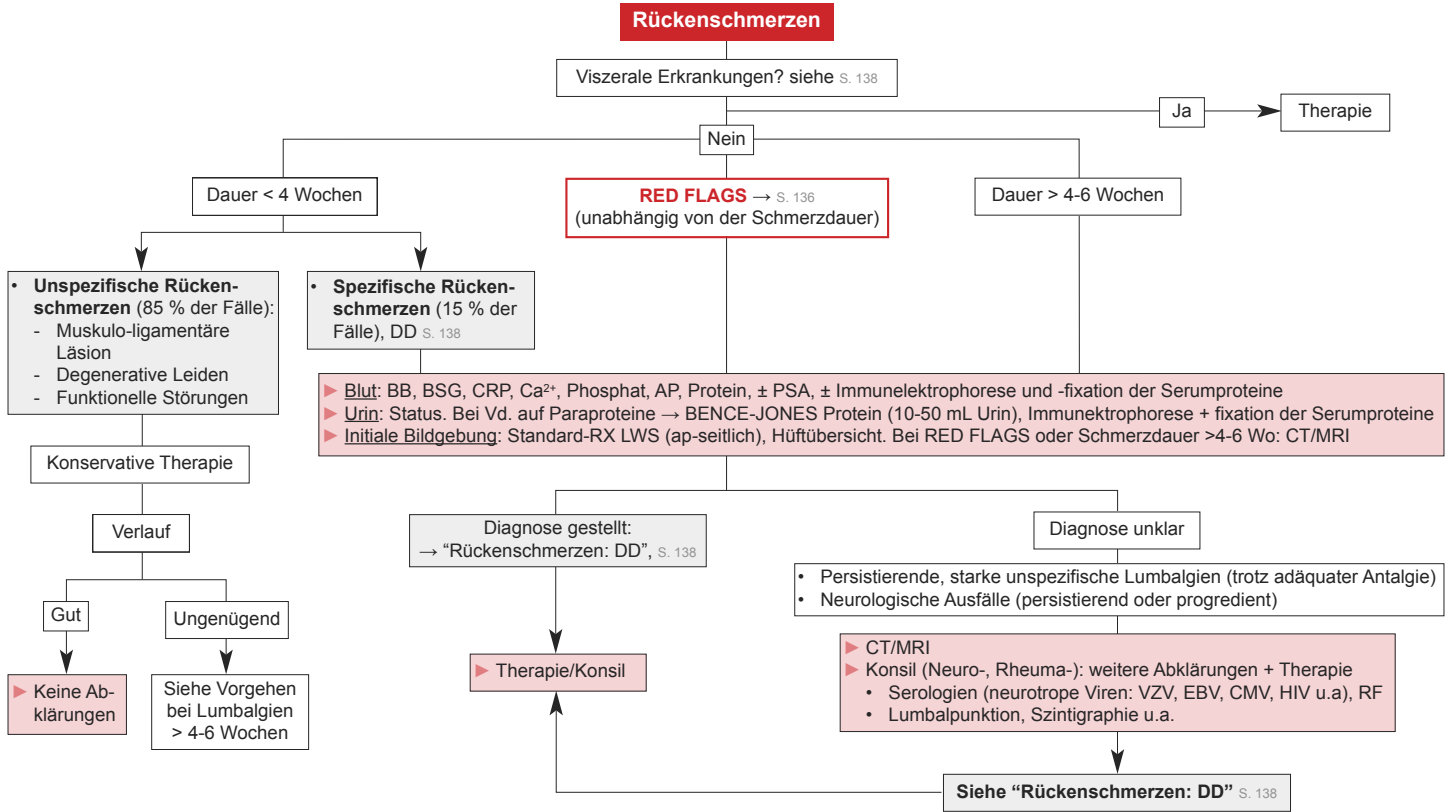 Rückenschmerzen
Viszerale Erkrankungen? siehe S. 138
Ja
Therapie
Nein
Dauer < 4 Wochen
RED FLAGS → S. 136
(unabhängig von der Schmerzdauer)
Dauer > 4-6 Wochen
• Unspezifische Rücken-
schmerzen (85 % der Fälle):
- Muskulo-ligamentäre
Läsion
- Degenerative Leiden
- Funktionelle Störungen
• Spezifische Rücken-
schmerzen (15 % der
Fälle), DD S. 138
► Blut: BB, BSG, CRP, Ca²⁺, Phosphat, AP, Protein, ± PSA, ± Immunelektrophorese und -fixation der Serumproteine
► Urin: Status. Bei Vd. auf Paraproteine → BENCE-JONES Protein (10-50 mL Urin), Immunektrophorese + fixation der Serumproteine
► Initiale Bildgebung: Standard-RX LWS (ap-seitlich), Hüftübersicht. Bei RED FLAGS oder Schmerzdauer >4-6 Wo: CT/MRI
Konservative Therapie
Verlauf
Gut
Ungenügend
► Keine Ab-
klärungen
Siehe Vorgehen
bei Lumbalgien
> 4-6 Wochen
Diagnose gestellt:
→ “Rückenschmerzen: DD”, S. 138
Diagnose unklar
• Persistierende, starke unspezifische Lumbalgien (trotz adäquater Antalgie)
• Neurologische Ausfälle (persistierend oder progredient)
► Therapie/Konsil
► CT/MRI
► Konsil (Neuro-, Rheuma-): weitere Abklärungen + Therapie
• Serologien (neurotrope Viren: VZV, EBV, CMV, HIV u.a), RF
• Lumbalpunktion, Szintigraphie u.a.
Siehe “Rückenschmerzen: DD” S. 138